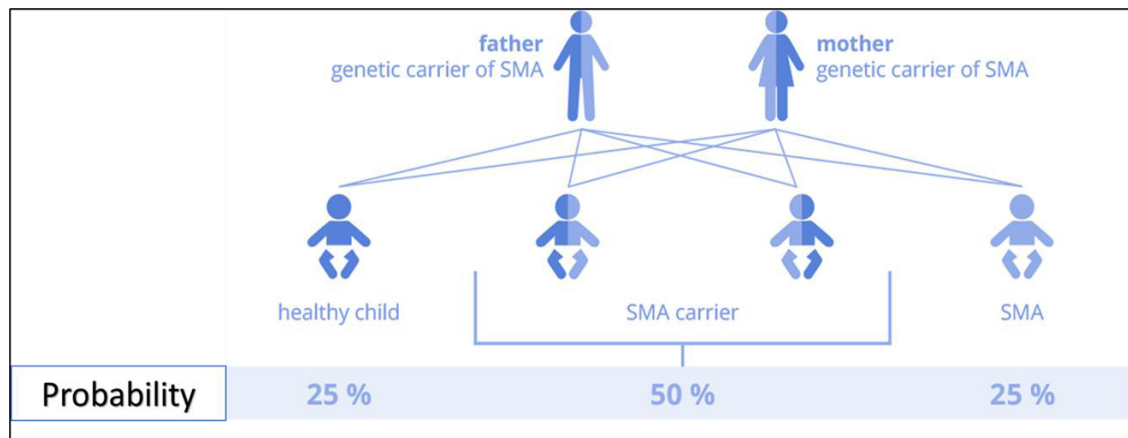 father
genetic carrier of SMA
mother
genetic carrier of SMA
healthy child
SMA carrier
SMA
Probability
25 %
50 %
25 %